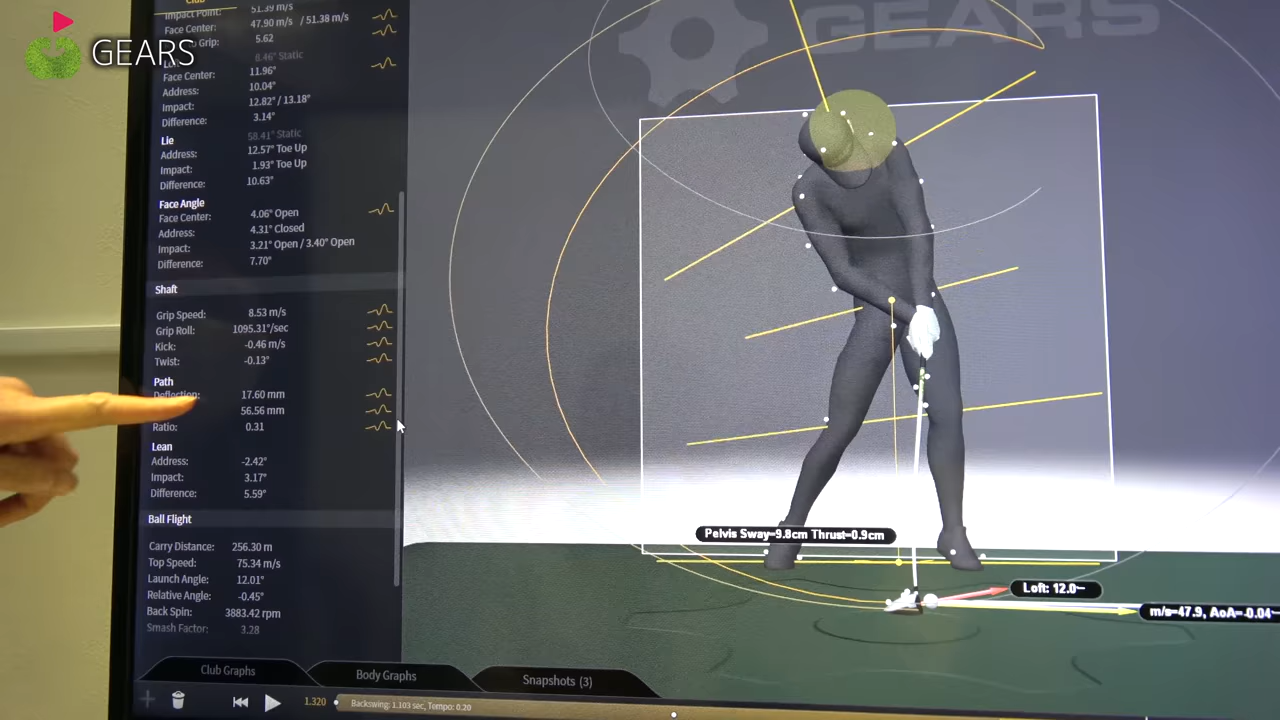 GEARS
GEARS
Club
Impact Point: 51.39 m/s
Face Center: 47.90 m/s / 51.38 m/s
Grip: 5.62
8.46° Static
Face Center: 11.96°
Address: 10.04°
Impact: 12.82° / 13.18°
Difference: 3.14°
Lie 58.41° Static
Address: 12.57° Toe Up
Impact: 1.93° Toe Up
Difference: 10.63°
Face Angle
Face Center: 4.06° Open
Address: 4.31° Closed
Impact: 3.21° Open / 3.40° Open
Difference: 7.70°
Shaft
Grip Speed: 8.53 m/s
Grip Roll: 1095.31°/sec
Kick: -0.46 m/s
Twist: -0.13°
Path
Deflection: 17.60 mm
56.56 mm
Ratio: 0.31
Lean
Address: -2.42°
Impact: 3.17°
Difference: 5.59°
Ball Flight
Carry Distance: 256.30 m
Top Speed: 75.34 m/s
Launch Angle: 12.01°
Relative Angle: -0.45°
Back Spin: 3883.42 rpm
Smash Factor: 3.28
Pelvis Sway=9.8cm Thrust=0.9cm
Loft: 12.0
m/s=47.9, AoA=-0.04
Club Graphs
Body Graphs
Snapshots (3)
1.320
Backswing: 1.103 sec, Tempo: 0.20